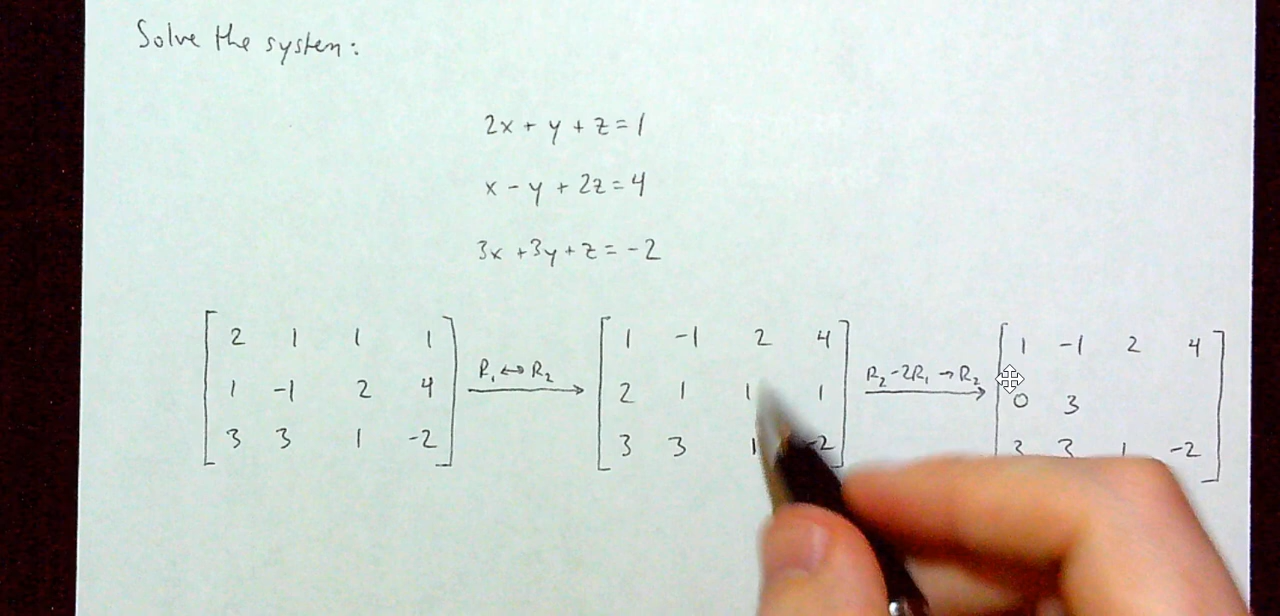 Solve the system:
2x + y + z = 1
x - y + 2z = 4
3x + 3y + z = -2
2 1 1 1
1 -1 2 4
3 3 1 -2
R₁ ↔ R₂
1 -1 2 4
2 1 1 1
3 3 1 -2
R₂ - 2R₁ → R₂
1 -1 2 4
0 3
3 3 1 -2